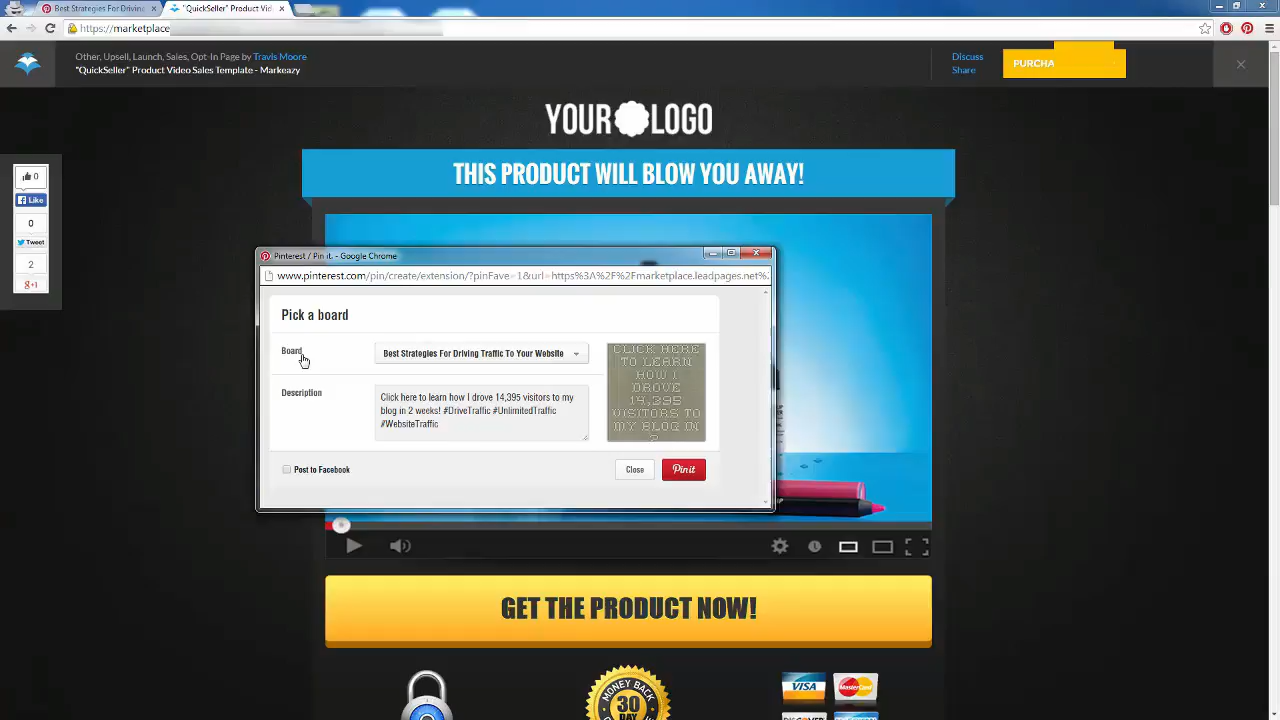 Best Strategies For Driving
"QuickSeller" Product Vid
https://marketplace
Other, Upsell, Launch, Sales, Opt-In Page by Travis Moore
"QuickSeller" Product Video Sales Template - Markeazy
Discuss
Share
PURCHA
YOUR LOGO
THIS PRODUCT WILL BLOW YOU AWAY!
0
Like
0
Tweet
2
g+1
Pinterest / Pin it. - Google Chrome
www.pinterest.com/pin/create/extension/?pinFave=1&url=https%3A%2F%2Fmarketplace.leadpages.net%
Pick a board
Board
Best Strategies For Driving Traffic To Your Website
Description
Click here to learn how I drove 14,395 visitors to my
blog in 2 weeks! #DriveTraffic #UnlimitedTraffic
#WebsiteTraffic
CLICK HERE
TO LEARN
HOW I
DROVE
14,395
VISITORS TO
MY BLOG IN
2
Post to Facebook
Close
Pin it
GET THE PRODUCT NOW!
MONEY BACK
30
DAY
VISA
MasterCard